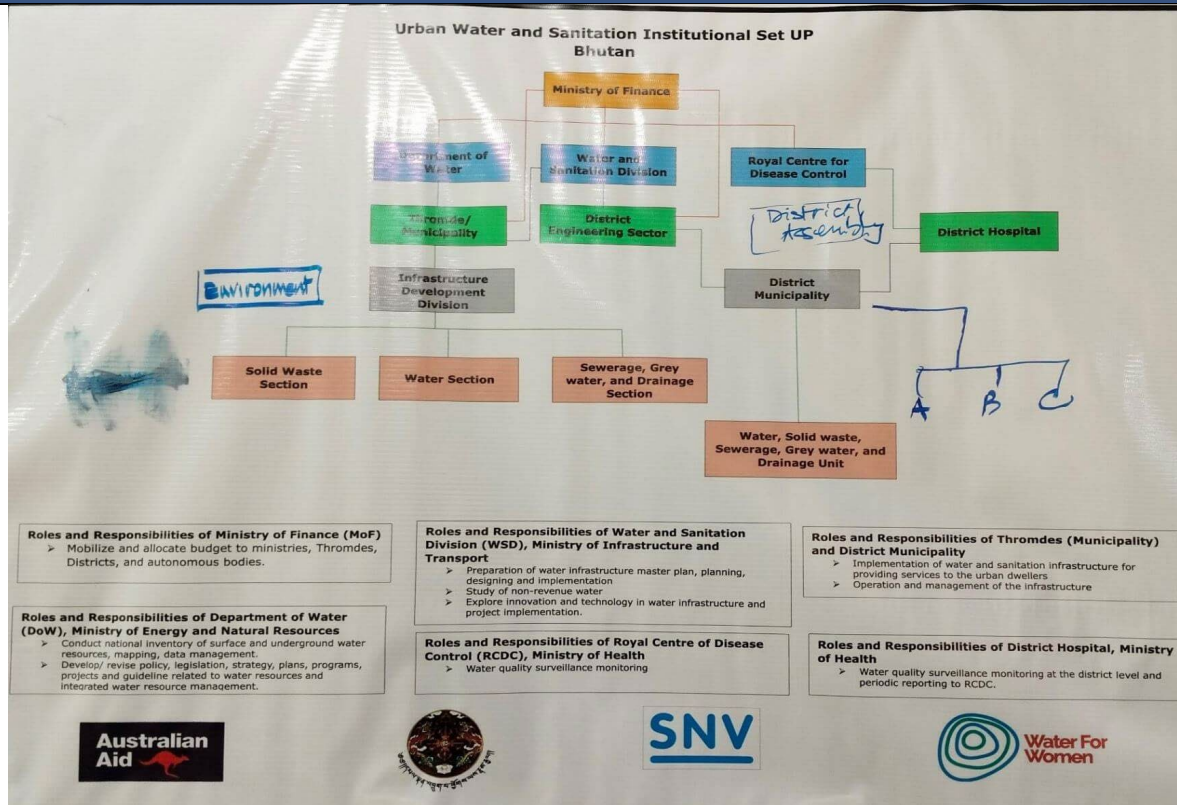 Urban Water and Sanitation Institutional Set UP
Bhutan
Ministry of Finance
Department of
Water
Water and
Sanitation Division
Royal Centre for
Disease Control
Thromde/
Municipality
District
Engineering Sector
District
Assembly
District Hospital
Environment
Infrastructure
Development
Division
District
Municipality
Solid Waste
Section
Water Section
Sewerage, Grey
water, and Drainage
Section
A B C
Water, Solid waste,
Sewerage, Grey water, and
Drainage Unit
Roles and Responsibilities of Ministry of Finance (MoF)
➤ Mobilize and allocate budget to ministries, Thromdes,
Districts, and autonomous bodies.
Roles and Responsibilities of Department of Water
(DoW), Ministry of Energy and Natural Resources
➤ Conduct national inventory of surface and underground water
resources, mapping, data management.
➤ Develop/ revise policy, legislation, strategy, plans, programs,
projects and guideline related to water resources and
integrated water resource management.
Roles and Responsibilities of Water and Sanitation
Division (WSD), Ministry of Infrastructure and
Transport
➤ Preparation of water infrastructure master plan, planning,
designing and implementation
➤ Study of non-revenue water
➤ Explore innovation and technology in water infrastructure and
project implementation.
Roles and Responsibilities of Royal Centre of Disease
Control (RCDC), Ministry of Health
➤ Water quality surveillance monitoring
Roles and Responsibilities of Thromdes (Municipality)
and District Municipality
➤ Implementation of water and sanitation infrastructure for
providing services to the urban dwellers
➤ Operation and management of the infrastructure
Roles and Responsibilities of District Hospital, Ministry
of Health
➤ Water quality surveillance monitoring at the district level and
periodic reporting to RCDC.
Australian
Aid
SNV
Water For
Women